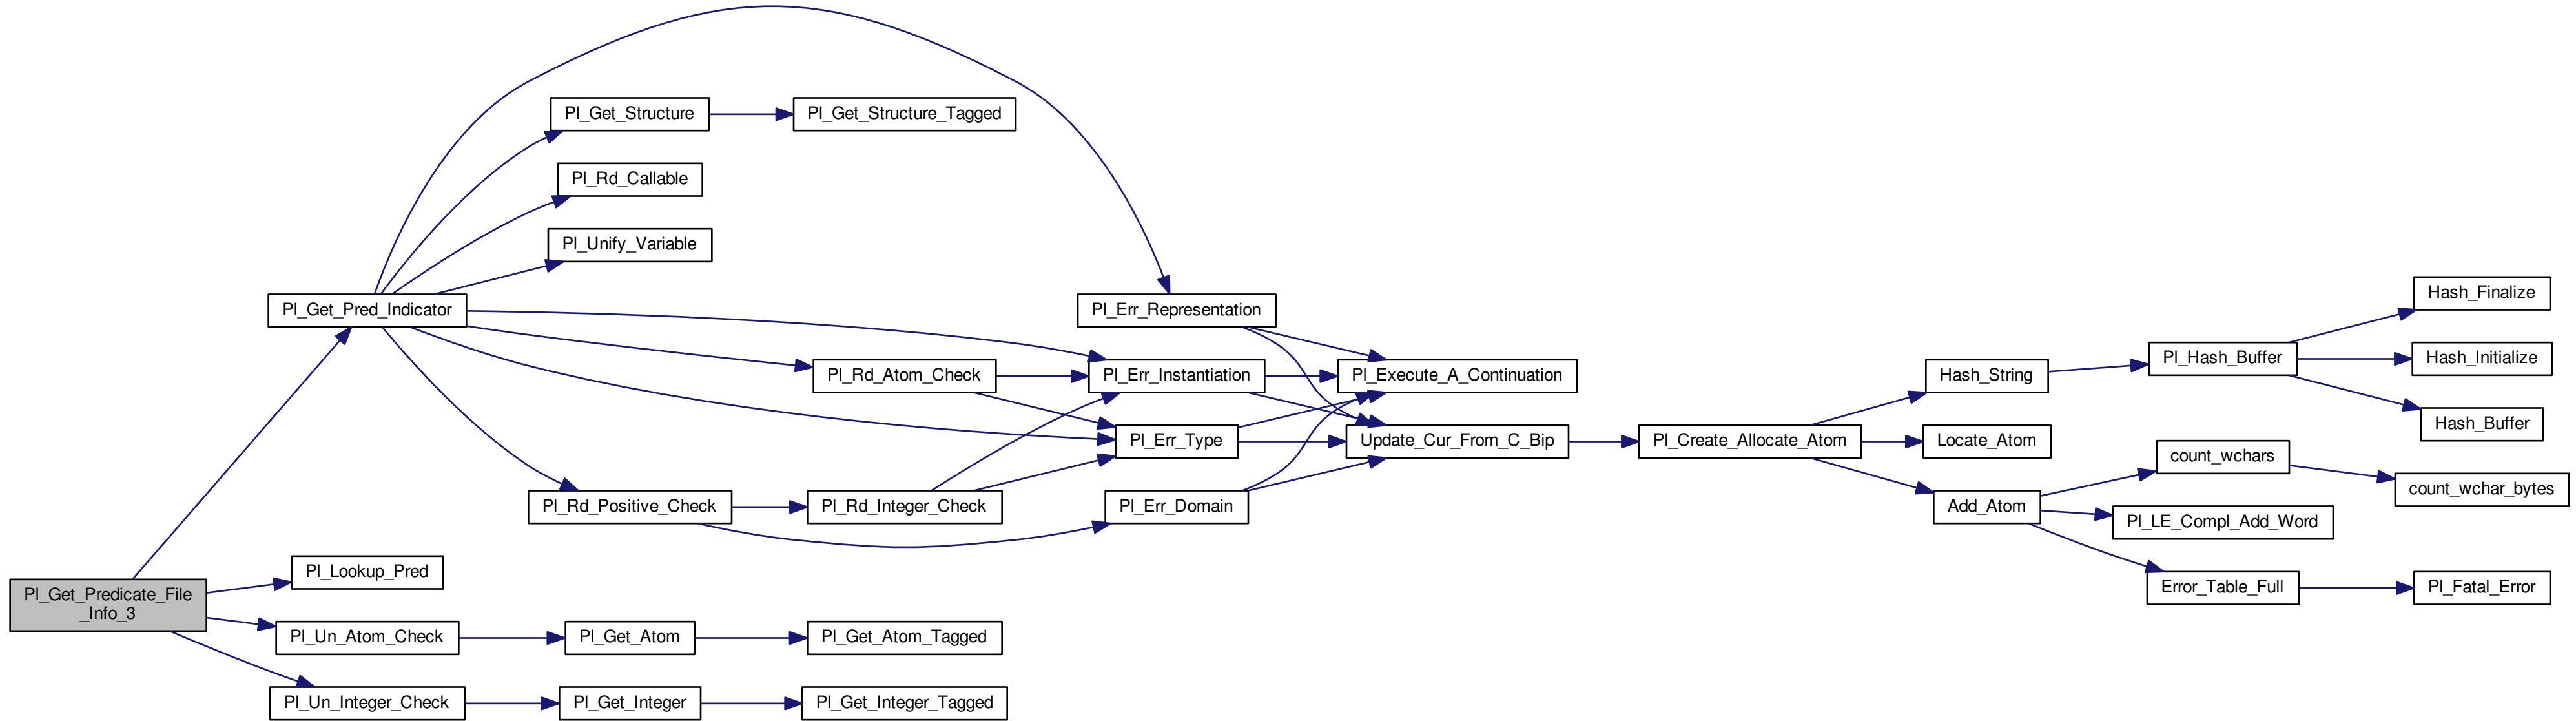 Pl_Get_Structure
Pl_Get_Structure_Tagged
Pl_Rd_Callable
Pl_Unify_Variable
Pl_Get_Pred_Indicator
Pl_Err_Representation
Hash_Finalize
Pl_Rd_Atom_Check
Pl_Err_Instantiation
Pl_Execute_A_Continuation
Hash_String
Pl_Hash_Buffer
Hash_Initialize
Pl_Err_Type
Update_Cur_From_C_Bip
Pl_Create_Allocate_Atom
Locate_Atom
Hash_Buffer
count_wchars
count_wchar_bytes
Pl_Rd_Positive_Check
Pl_Rd_Integer_Check
Pl_Err_Domain
Add_Atom
Pl_LE_Compl_Add_Word
Pl_Lookup_Pred
Error_Table_Full
Pl_Fatal_Error
Pl_Get_Predicate_File
_Info_3
Pl_Un_Atom_Check
Pl_Get_Atom
Pl_Get_Atom_Tagged
Pl_Un_Integer_Check
Pl_Get_Integer
Pl_Get_Integer_Tagged